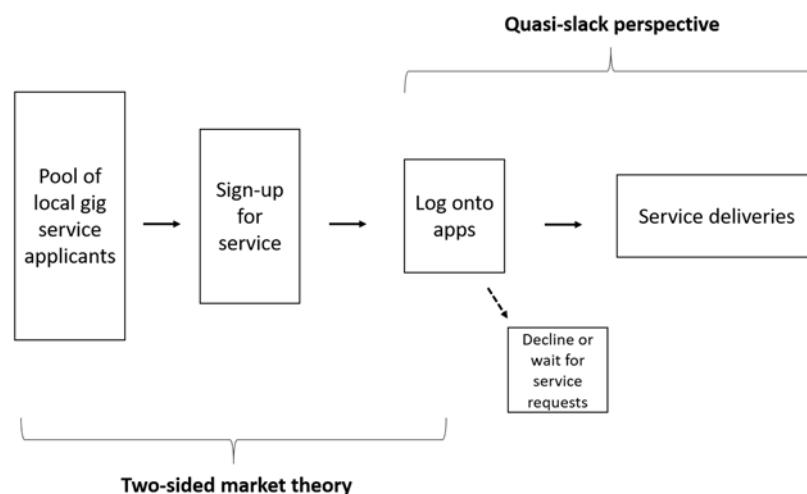 Quasi-slack perspective
Pool of
local gig
service
applicants
Sign-up
for
service
Log onto
apps
Service deliveries
Decline or
wait for
service
requests
Two-sided market theory